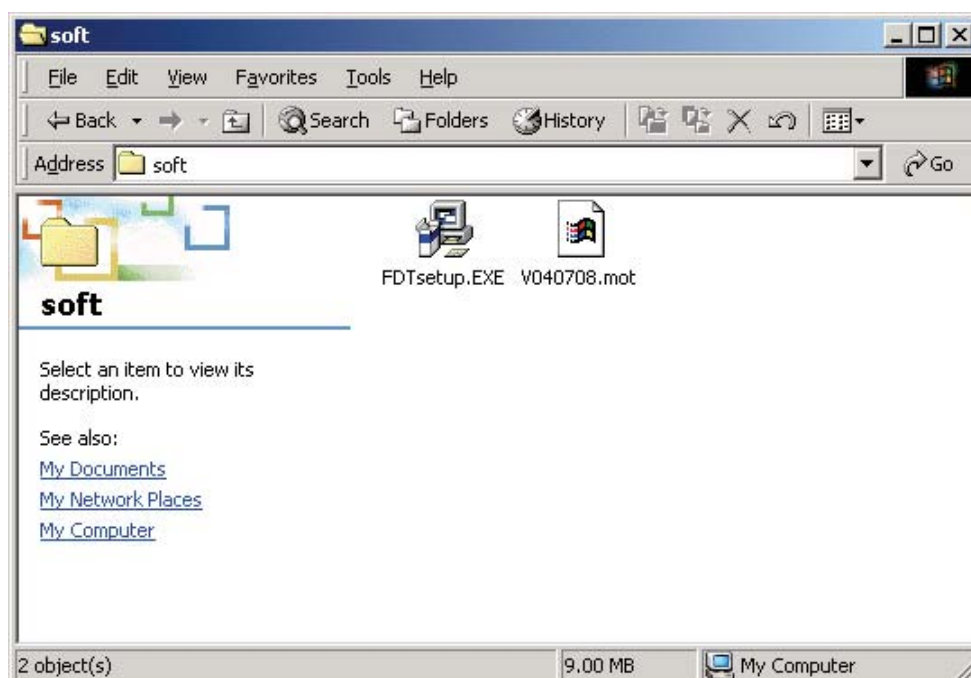 soft
File Edit View Favorites Tools Help
Back Search Folders History
Address soft Go
FDTsetup.EXE V040708.mot
soft
Select an item to view its
description.
See also:
My Documents
My Network Places
My Computer
2 object(s) 9.00 MB My Computer